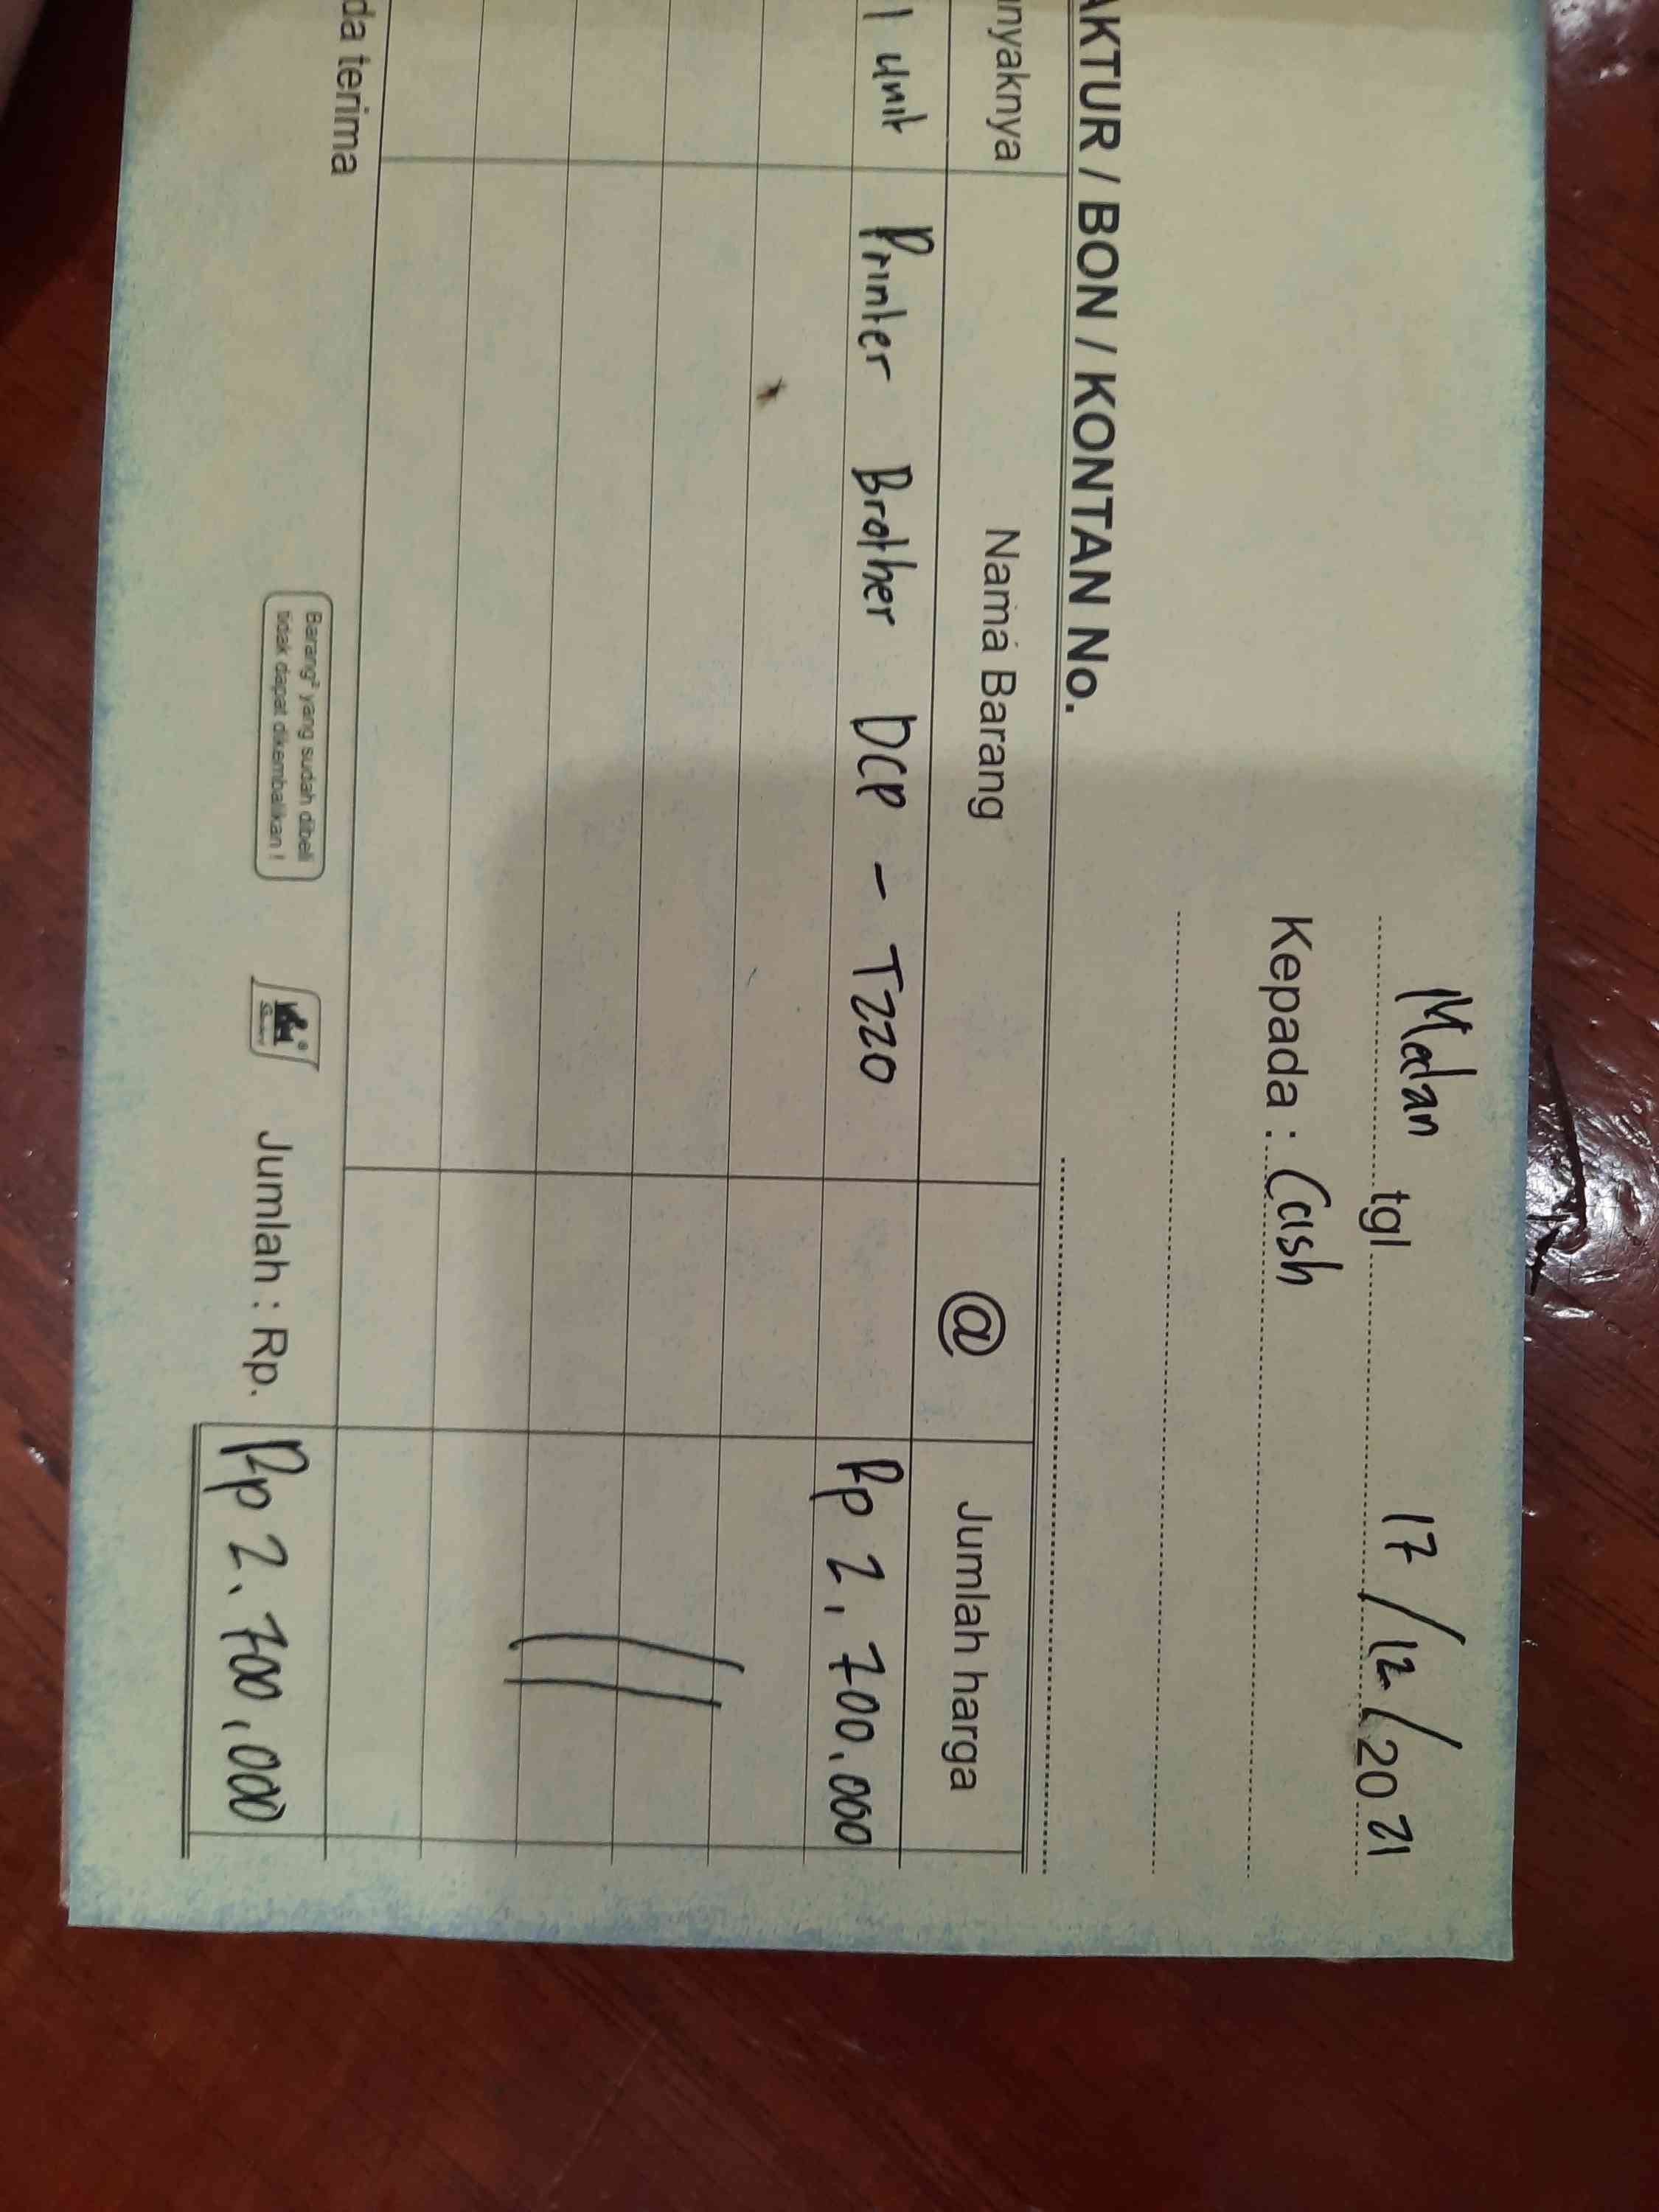 Medan tgl 17/12/2021
Kepada : Cash
AKTUR / BON / KONTAN No.
nyaknya Nama Barang @ Jumlah harga
1 unit Printer Brother DCP - T220 Rp 2.700.000
da terima
Barang² yang sudah dibeli
tidak dapat dikembalikan !
Jumlah : Rp. Rp 2.700.000